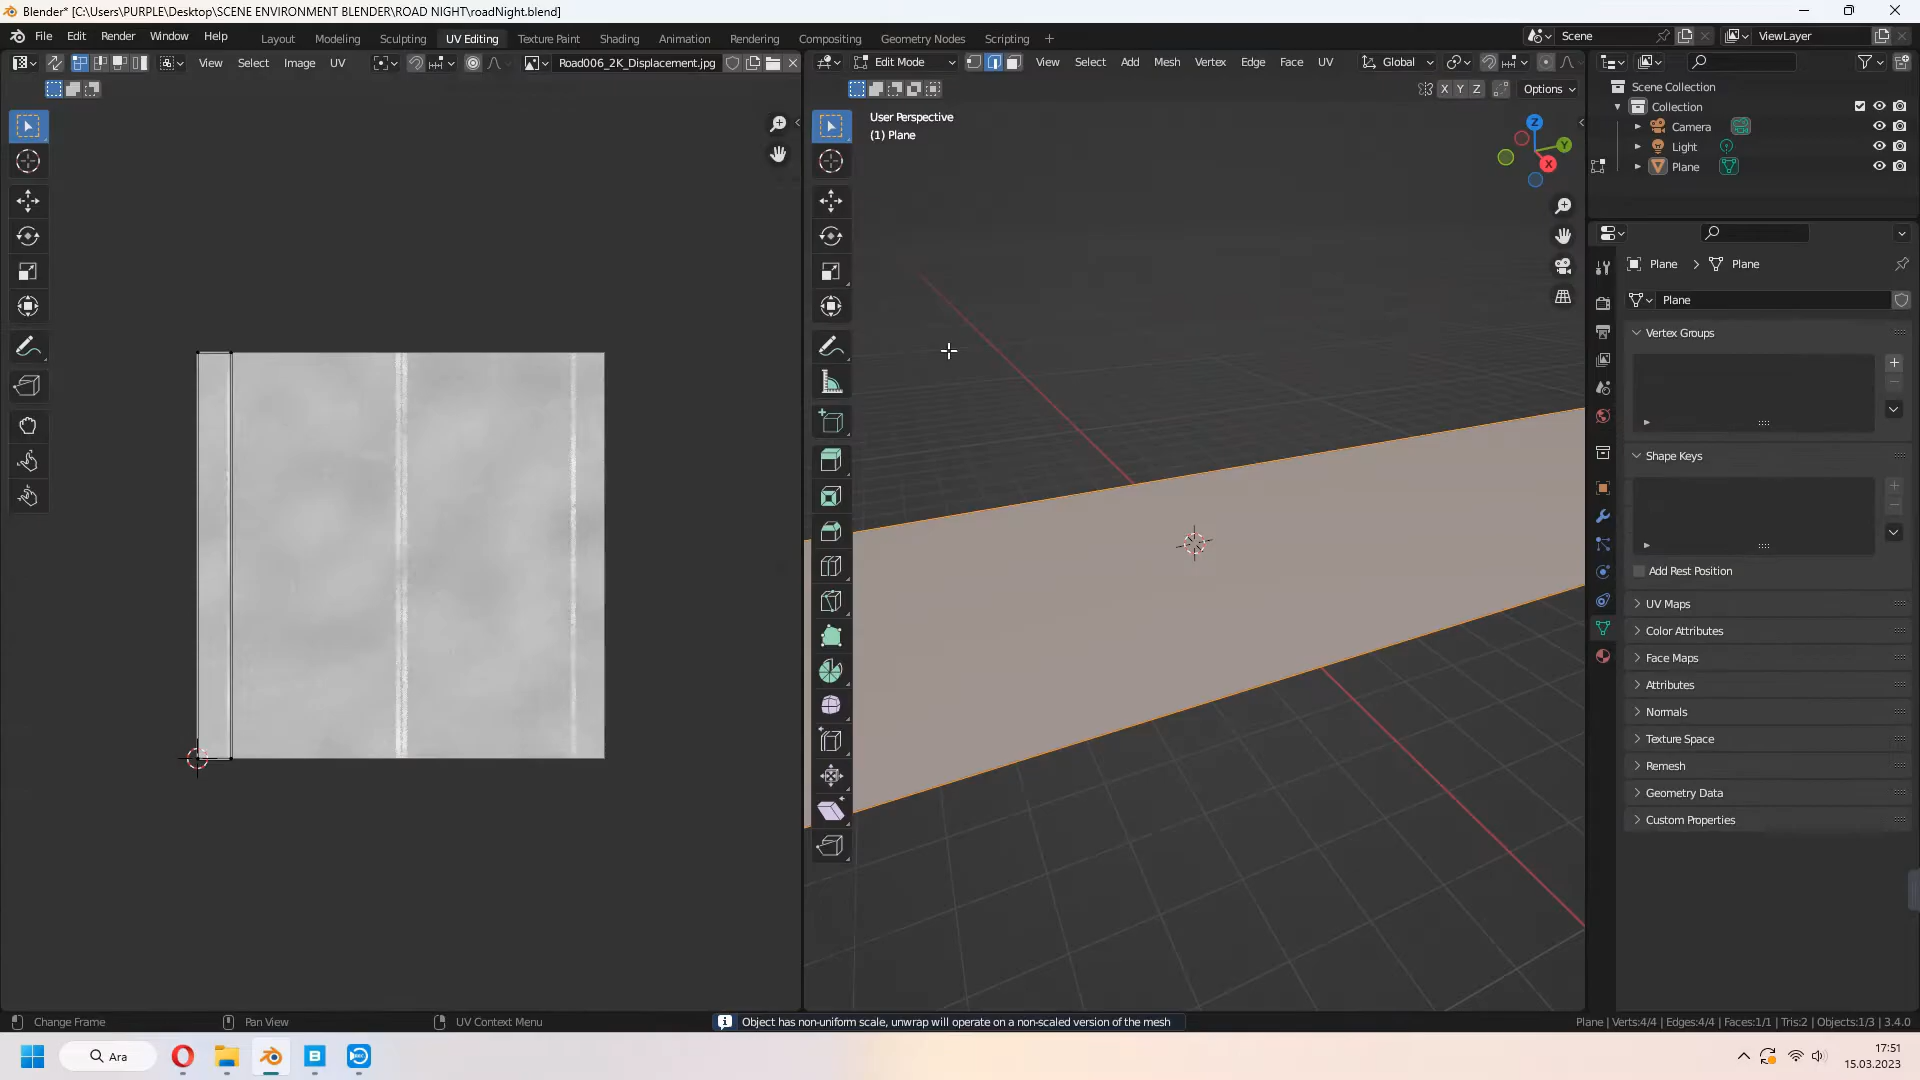 Blender* [C:\Users\PURPLE\Desktop\SCENE ENVIRONMENT BLENDER\ROAD NIGHT\roadNight.blend]
File Edit Render Window Help Layout Modeling Sculpting UV Editing Texture Paint Shading Animation Rendering Compositing Geometry Nodes Scripting + Scene ViewLayer
View Select Image UV Road006_2K_Displacement.jpg
Edit Mode View Select Add Mesh Vertex Edge Face UV Global
X Y Z Options
User Perspective
(1) Plane
Z
Y
X
Scene Collection
Collection
Camera
Light
Plane
Plane > Plane
Plane
Vertex Groups
Shape Keys
Add Rest Position
UV Maps
Color Attributes
Face Maps
Attributes
Normals
Texture Space
Remesh
Geometry Data
Custom Properties
Change Frame Pan View UV Context Menu Object has non-uniform scale, unwrap will operate on a non-scaled version of the mesh Plane | Verts:4/4 | Edges:4/4 | Faces:1/1 | Tris:2 | Objects:1/3 | 3.4.0
Ara
17:51
15.03.2023